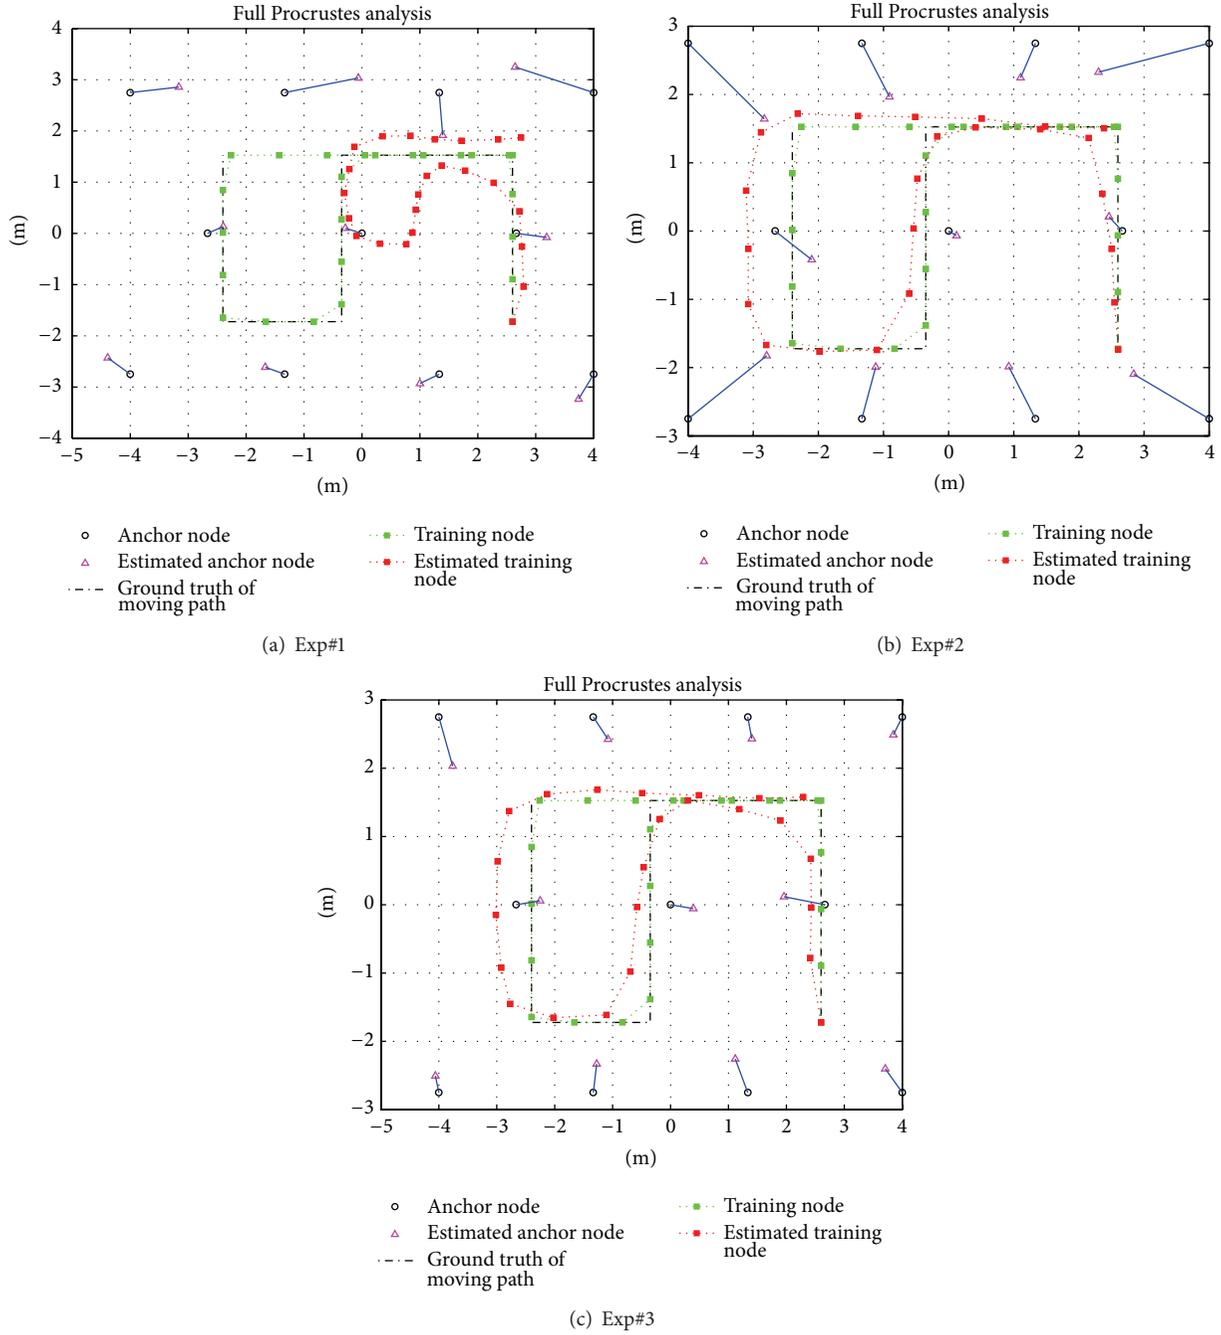 Full Procrustes analysis
4
3
2
1
0
−1
−2
−3
−4
(m)
−5 −4 −3 −2 −1 0 1 2 3 4
(m)
Anchor node
Estimated anchor node
Ground truth of
moving path
Training node
Estimated training
node
(a) Exp#1
Full Procrustes analysis
3
2
1
0
−1
−2
−3
(m)
−4 −3 −2 −1 0 1 2 3 4
(m)
Anchor node
Estimated anchor node
Ground truth of
moving path
Training node
Estimated training
node
(b) Exp#2
Full Procrustes analysis
3
2
1
0
−1
−2
−3
(m)
−5 −4 −3 −2 −1 0 1 2 3 4
(m)
Anchor node
Estimated anchor node
Ground truth of
moving path
Training node
Estimated training
node
(c) Exp#3